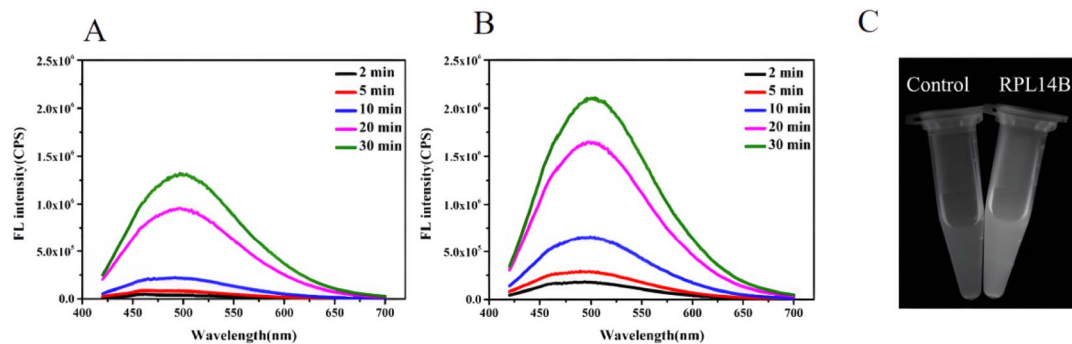 A
B
C
2.5x10⁶
2.0x10⁶
1.5x10⁶
1.0x10⁶
5.0x10⁵
0.0
FL intensity(CPS)
400 450 500 550 600 650 700
Wavelength(nm)
2 min
5 min
10 min
20 min
30 min
2.5x10⁶
2.0x10⁶
1.5x10⁶
1.0x10⁶
5.0x10⁵
0.0
FL intensity(CPS)
400 450 500 550 600 650 700
Wavelength(nm)
2 min
5 min
10 min
20 min
30 min
Control RPL14B